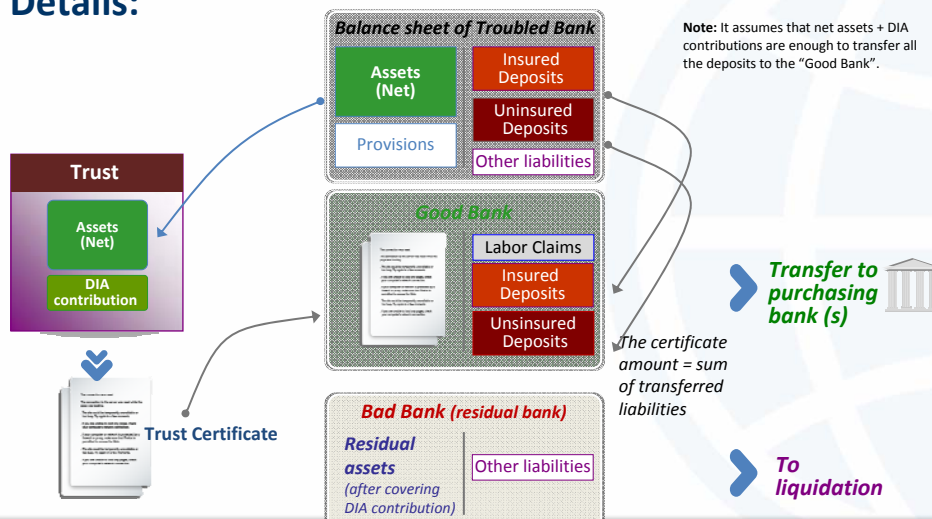 Details:
Balance sheet of Troubled Bank
Assets
(Net)
Provisions
Insured
Deposits
Uninsured
Deposits
Other liabilities
Note: It assumes that net assets + DIA
contributions are enough to transfer all
the deposits to the “Good Bank”.
Trust
Assets
(Net)
DIA
contribution
Trust Certificate
Good Bank
Labor Claims
Insured
Deposits
Unsinsured
Deposits
The certificate
amount = sum
of transferred
liabilities
Transfer to
purchasing
bank (s)
Bad Bank (residual bank)
Residual
assets
(after covering
DIA contribution)
Other liabilities
To
liquidation